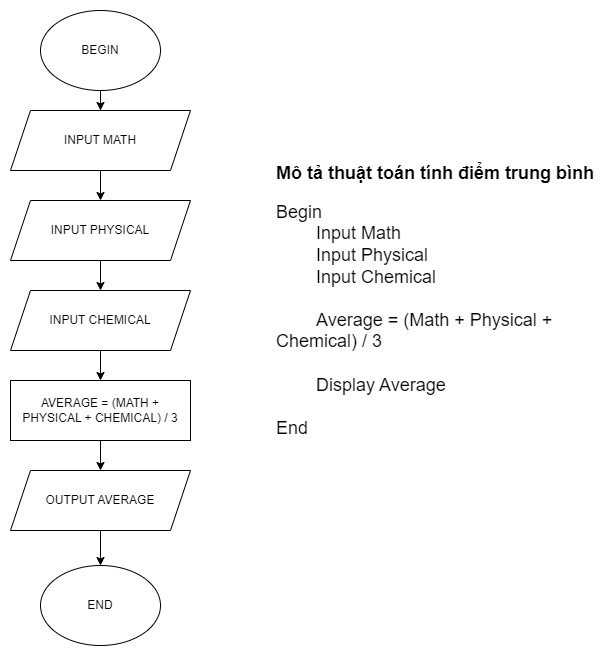 BEGIN
INPUT MATH
INPUT PHYSICAL
INPUT CHEMICAL
AVERAGE = (MATH +
PHYSICAL + CHEMICAL) / 3
OUTPUT AVERAGE
END
Mô tả thuật toán tính điểm trung bình
Begin
Input Math
Input Physical
Input Chemical
Average = (Math + Physical +
Chemical) / 3
Display Average
End